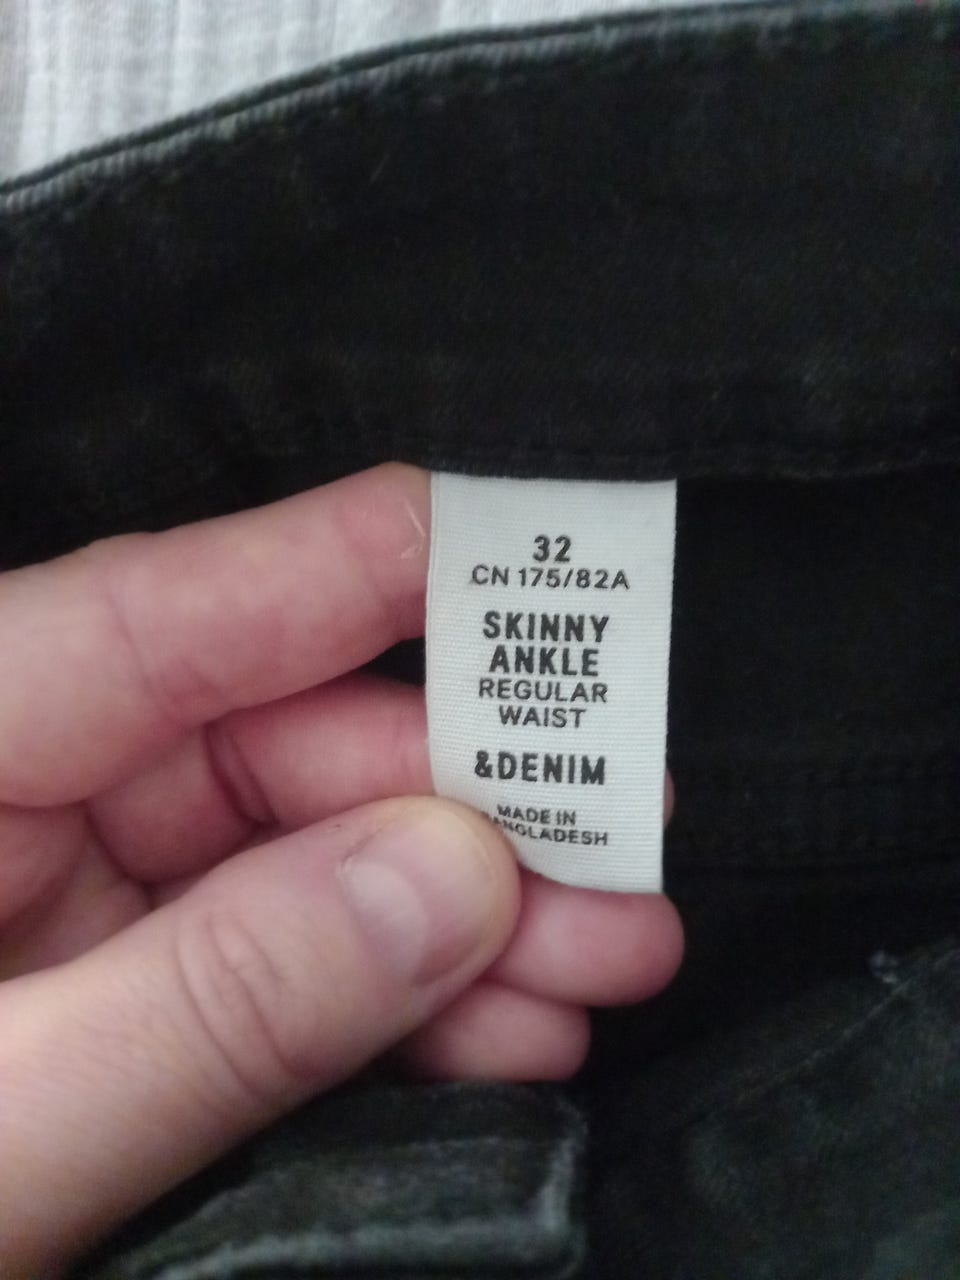 32
CN 175/82A
SKINNY
ANKLE
REGULAR
WAIST
&DENIM
MADE IN
BANGLADESH